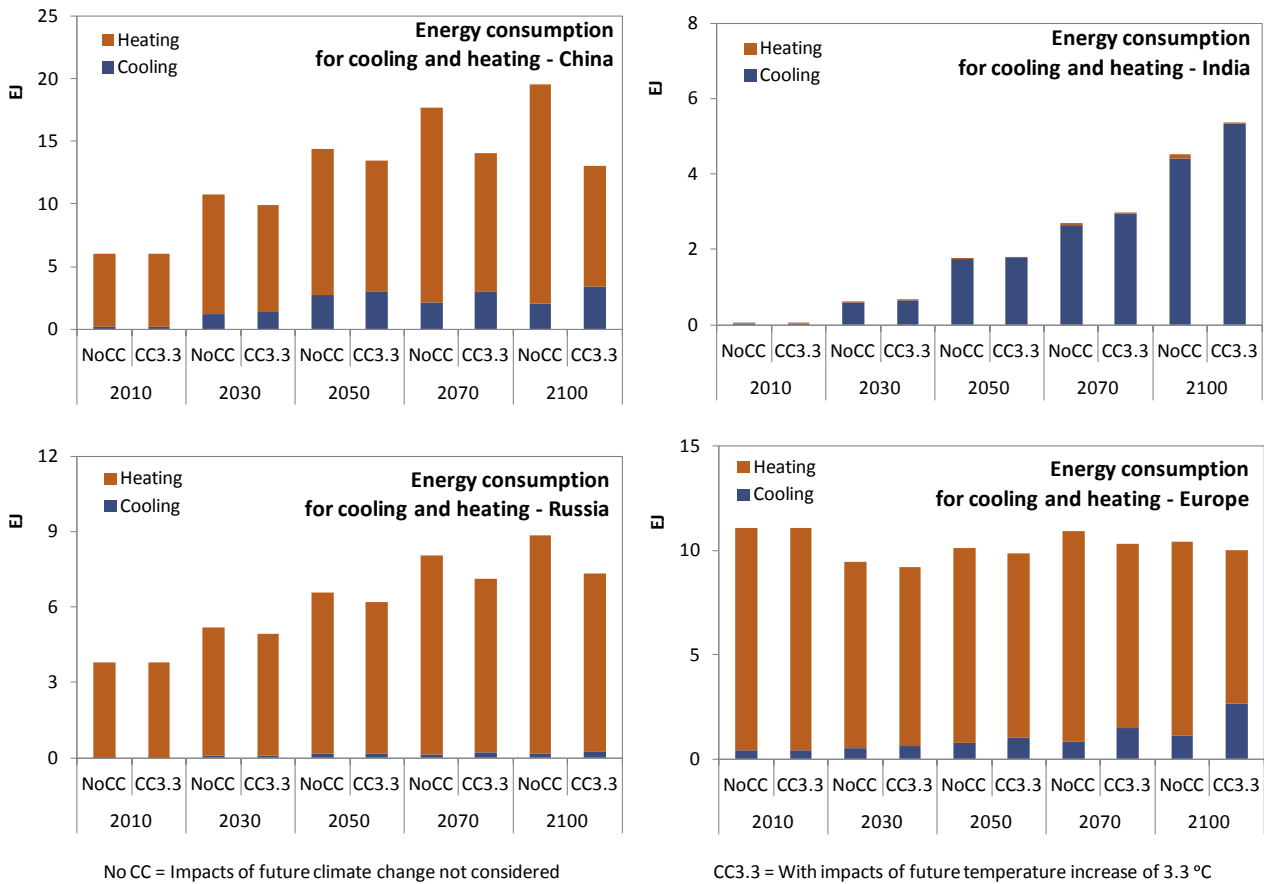 Energy consumption
for cooling and heating - China
Heating
Cooling
EJ
25
20
15
10
5
0
NoCC CC3.3 NoCC CC3.3 NoCC CC3.3 NoCC CC3.3 NoCC CC3.3
2010 2030 2050 2070 2100
Energy consumption
for cooling and heating - India
Heating
Cooling
EJ
8
6
4
2
0
NoCC CC3.3 NoCC CC3.3 NoCC CC3.3 NoCC CC3.3 NoCC CC3.3
2010 2030 2050 2070 2100
Energy consumption
for cooling and heating - Russia
Heating
Cooling
EJ
12
9
6
3
0
NoCC CC3.3 NoCC CC3.3 NoCC CC3.3 NoCC CC3.3 NoCC CC3.3
2010 2030 2050 2070 2100
Energy consumption
for cooling and heating - Europe
Heating
Cooling
EJ
15
10
5
0
NoCC CC3.3 NoCC CC3.3 NoCC CC3.3 NoCC CC3.3 NoCC CC3.3
2010 2030 2050 2070 2100
No CC = Impacts of future climate change not considered
CC3.3 = With impacts of future temperature increase of 3.3 ºC